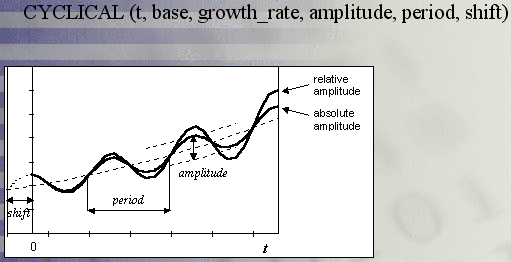 CYCLICAL (t, base, growth_rate, amplitude, period, shift)
relative
amplitude
absolute
amplitude
amplitude
period
shift
0
t